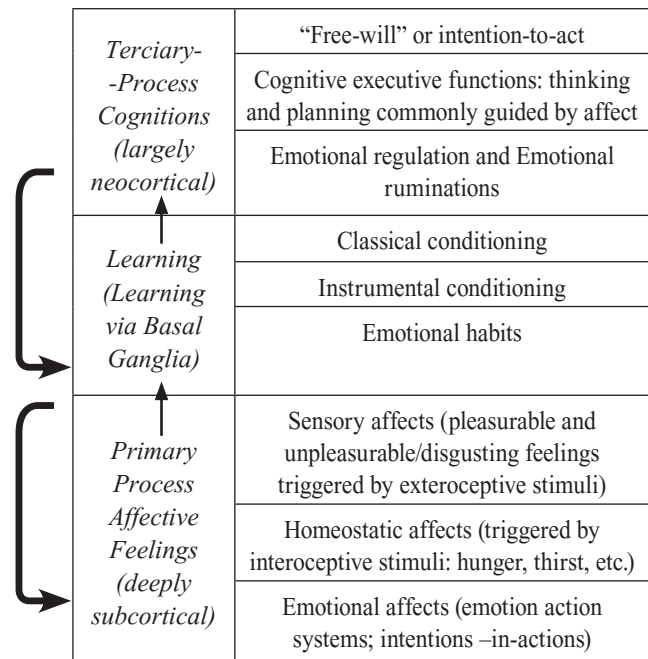 Terciary-
-Process
Cognitions
(largely
neocortical)
“Free-will” or intention-to-act
Cognitive executive functions: thinking
and planning commonly guided by affect
Emotional regulation and Emotional
ruminations
Learning
(Learning
via Basal
Ganglia)
Classical conditioning
Instrumental conditioning
Emotional habits
Primary
Process
Affective
Feelings
(deeply
subcortical)
Sensory affects (pleasurable and
unpleasurable/disgusting feelings
triggered by exteroceptive stimuli)
Homeostatic affects (triggered by
interoceptive stimuli: hunger, thirst, etc.)
Emotional affects (emotion action
systems; intentions –in-actions)